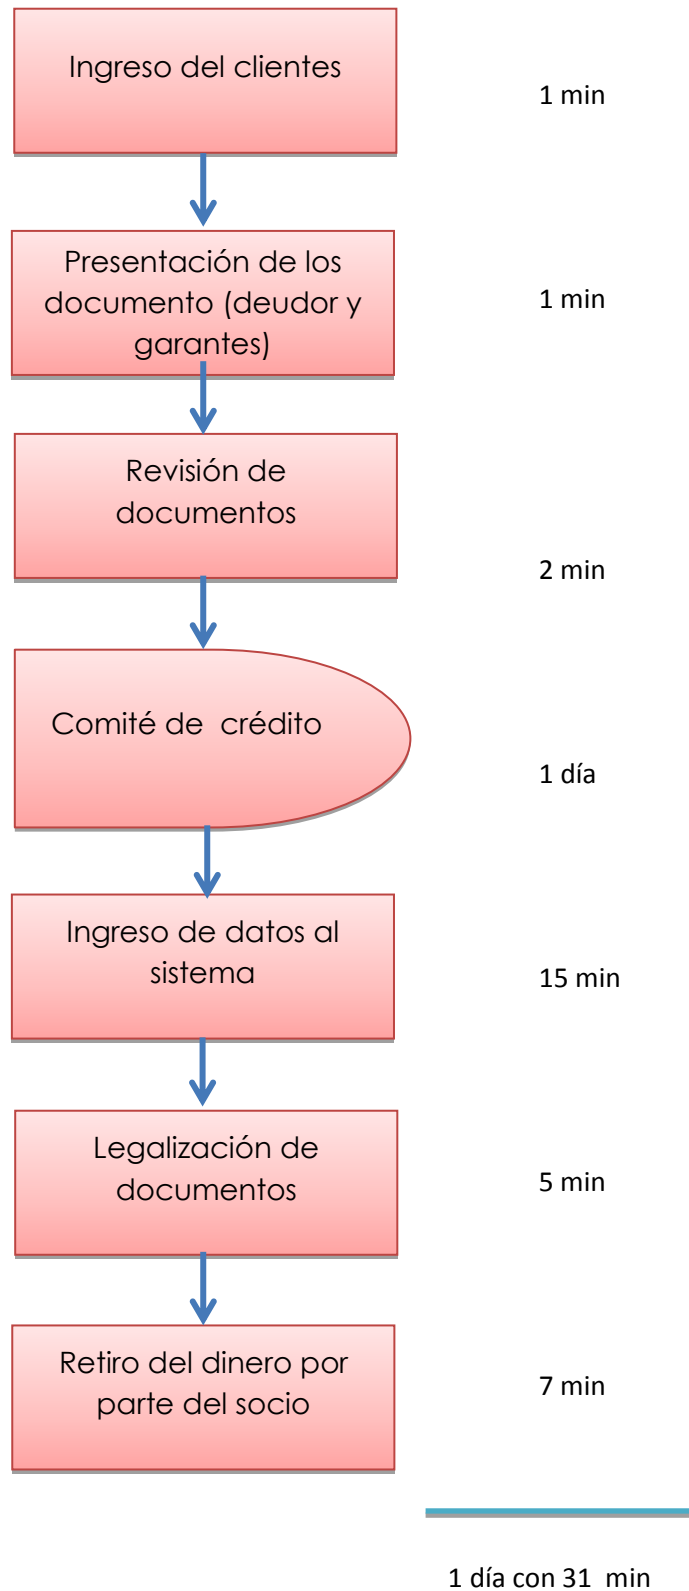 Ingreso del clientes
1 min
Presentación de los
documento (deudor y
garantes)
1 min
Revisión de
documentos
2 min
Comité de  crédito
1 día
Ingreso de datos al
sistema
15 min
Legalización de
documentos
5 min
Retiro del dinero por
parte del socio
7 min
1 día con 31  min